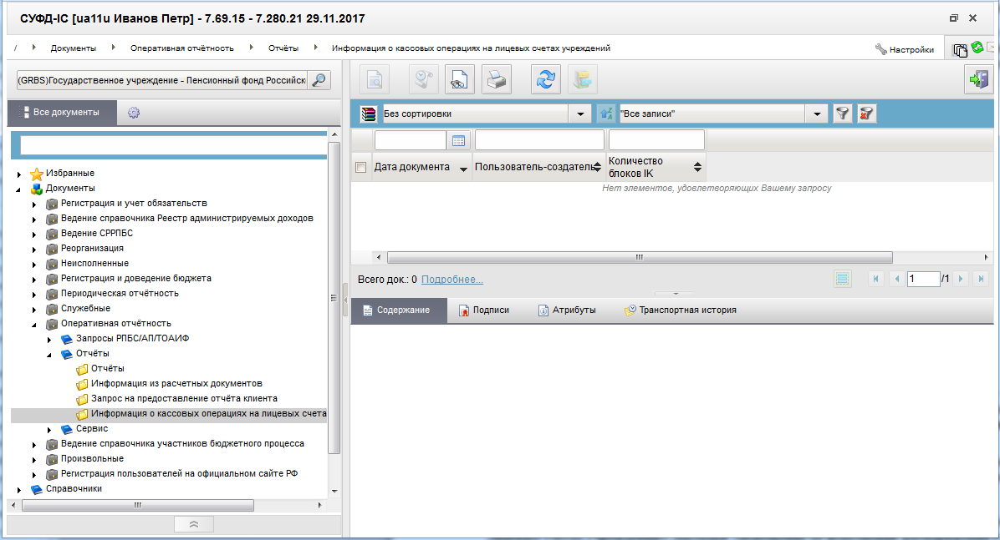 СУФД-IC [ua11u Иванов Петр] - 7.69.15 - 7.280.21 29.11.2017
/ Документы Оперативная отчётность Отчёты Информация о кассовых операциях на лицевых счетах учреждений
Настройки
(GRBS)Государственное учреждение - Пенсионный фонд Российск
Все документы
Без сортировки
"Все записи"
Дата документа
Пользователь-создатель
Количество
блоков IK
Нет элементов, удовлетворяющих Вашему запросу
Избранные
Документы
Регистрация и учет обязательств
Ведение справочника Реестр администрируемых доходов
Ведение СРРПБС
Реорганизация
Неисполненные
Регистрация и доведение бюджета
Периодическая отчётность
Служебные
Оперативная отчётность
Запросы РПБС/АП/ТОАИФ
Отчёты
Отчёты
Информация из расчетных документов
Запрос на предоставление отчёта клиента
Информация о кассовых операциях на лицевых счета
Сервис
Ведение справочника участников бюджетного процесса
Произвольные
Регистрация пользователей на официальном сайте РФ
Справочники
Всего док.: 0 Подробнее...
1 /1
Содержание
Подписи
Атрибуты
Транспортная история